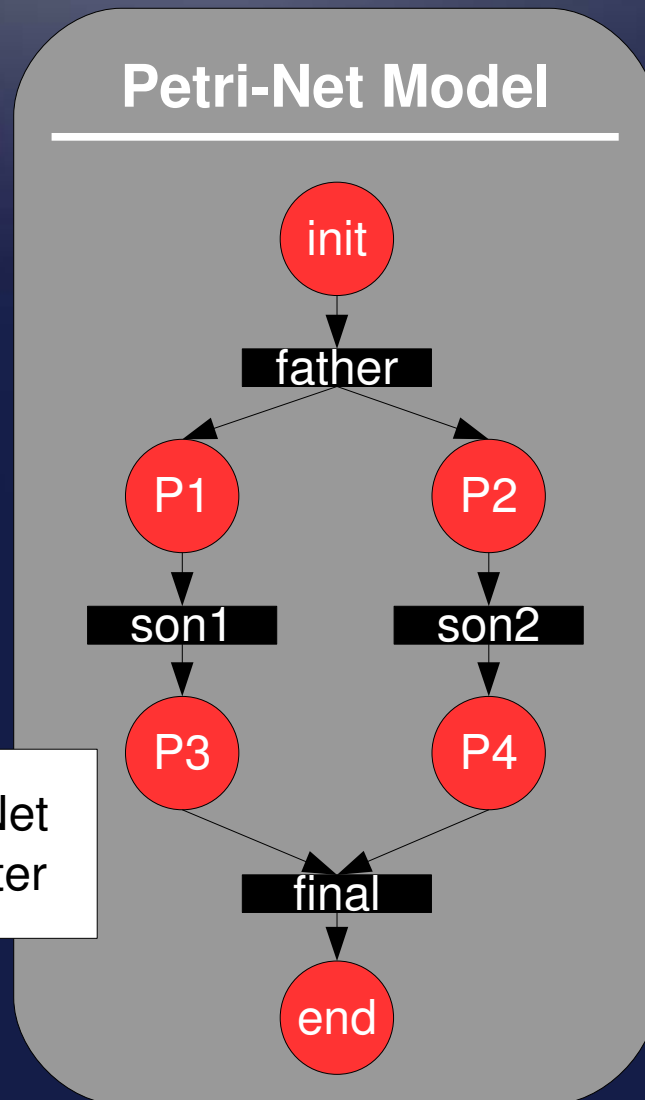 Petri-Net Model
init
father
P1 P2
son1 son2
P3 P4
final
end